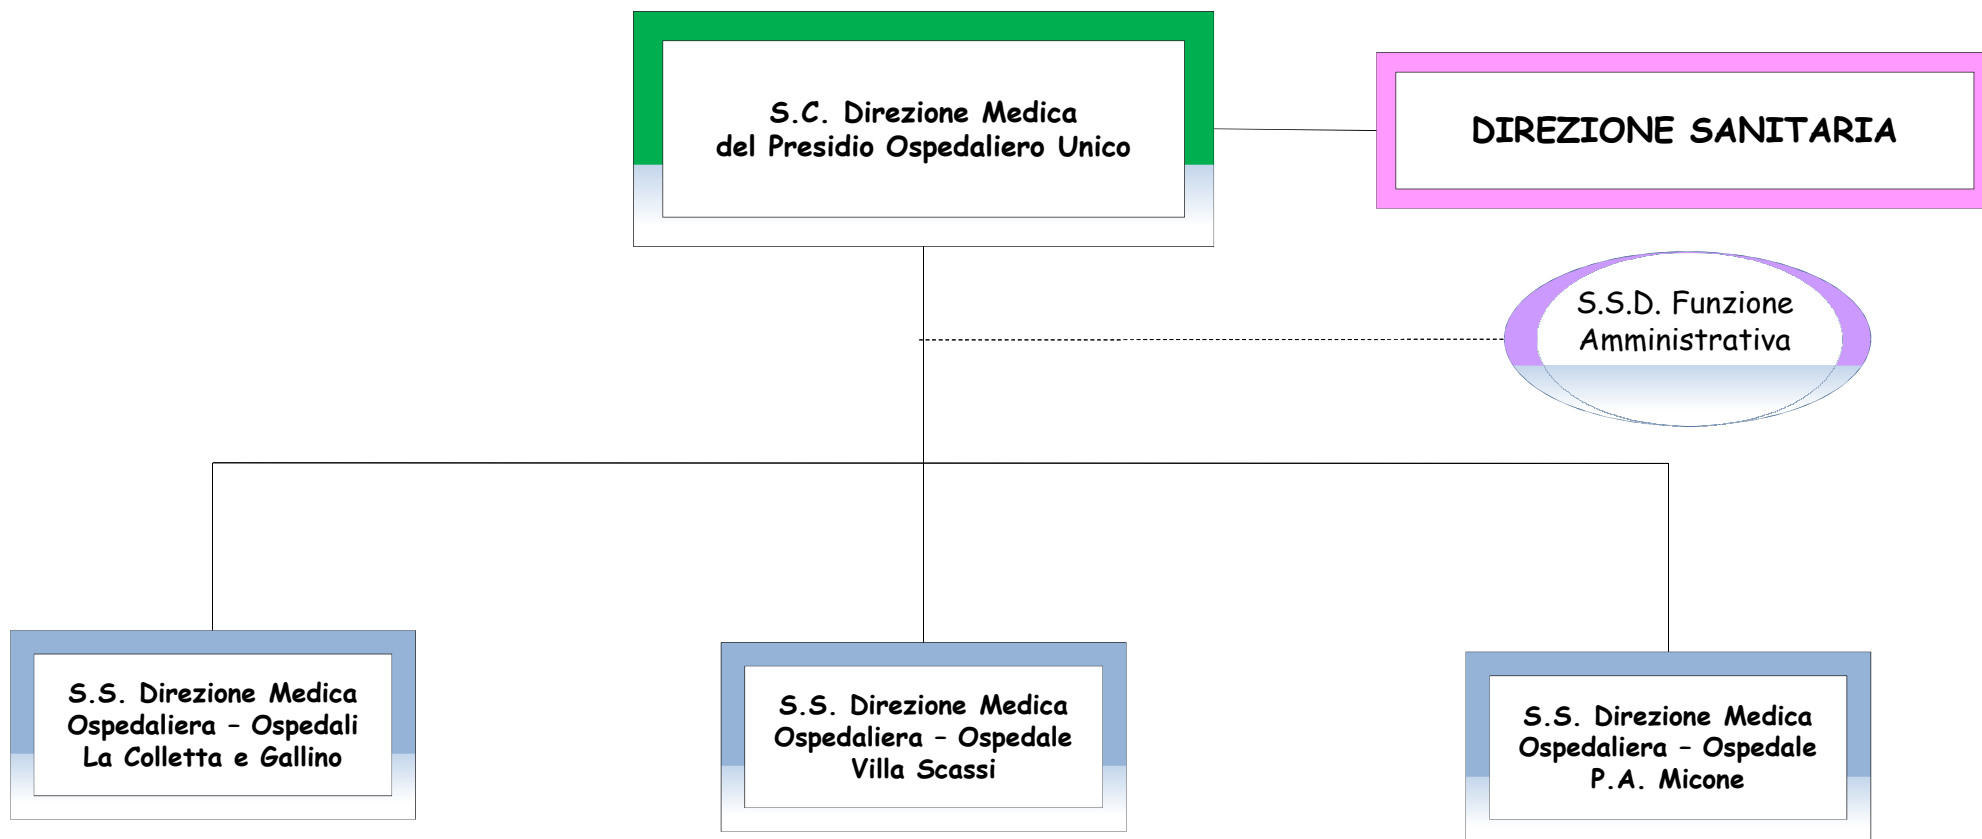 S.C. Direzione Medica
del Presidio Ospedaliero Unico
DIREZIONE SANITARIA
S.S.D. Funzione
Amministrativa
S.S. Direzione Medica
Ospedaliera – Ospedali
La Colletta e Gallino
S.S. Direzione Medica
Ospedaliera – Ospedale
Villa Scassi
S.S. Direzione Medica
Ospedaliera – Ospedale
P.A. Micone